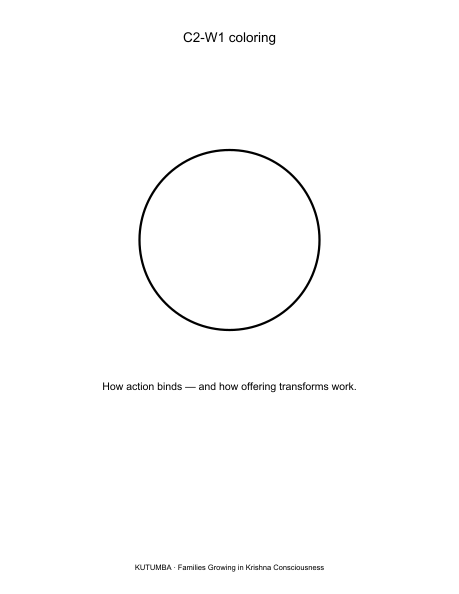 C2-W1 coloring
How action binds — and how offering transforms work.
KUTUMBA · Families Growing in Krishna Consciousness